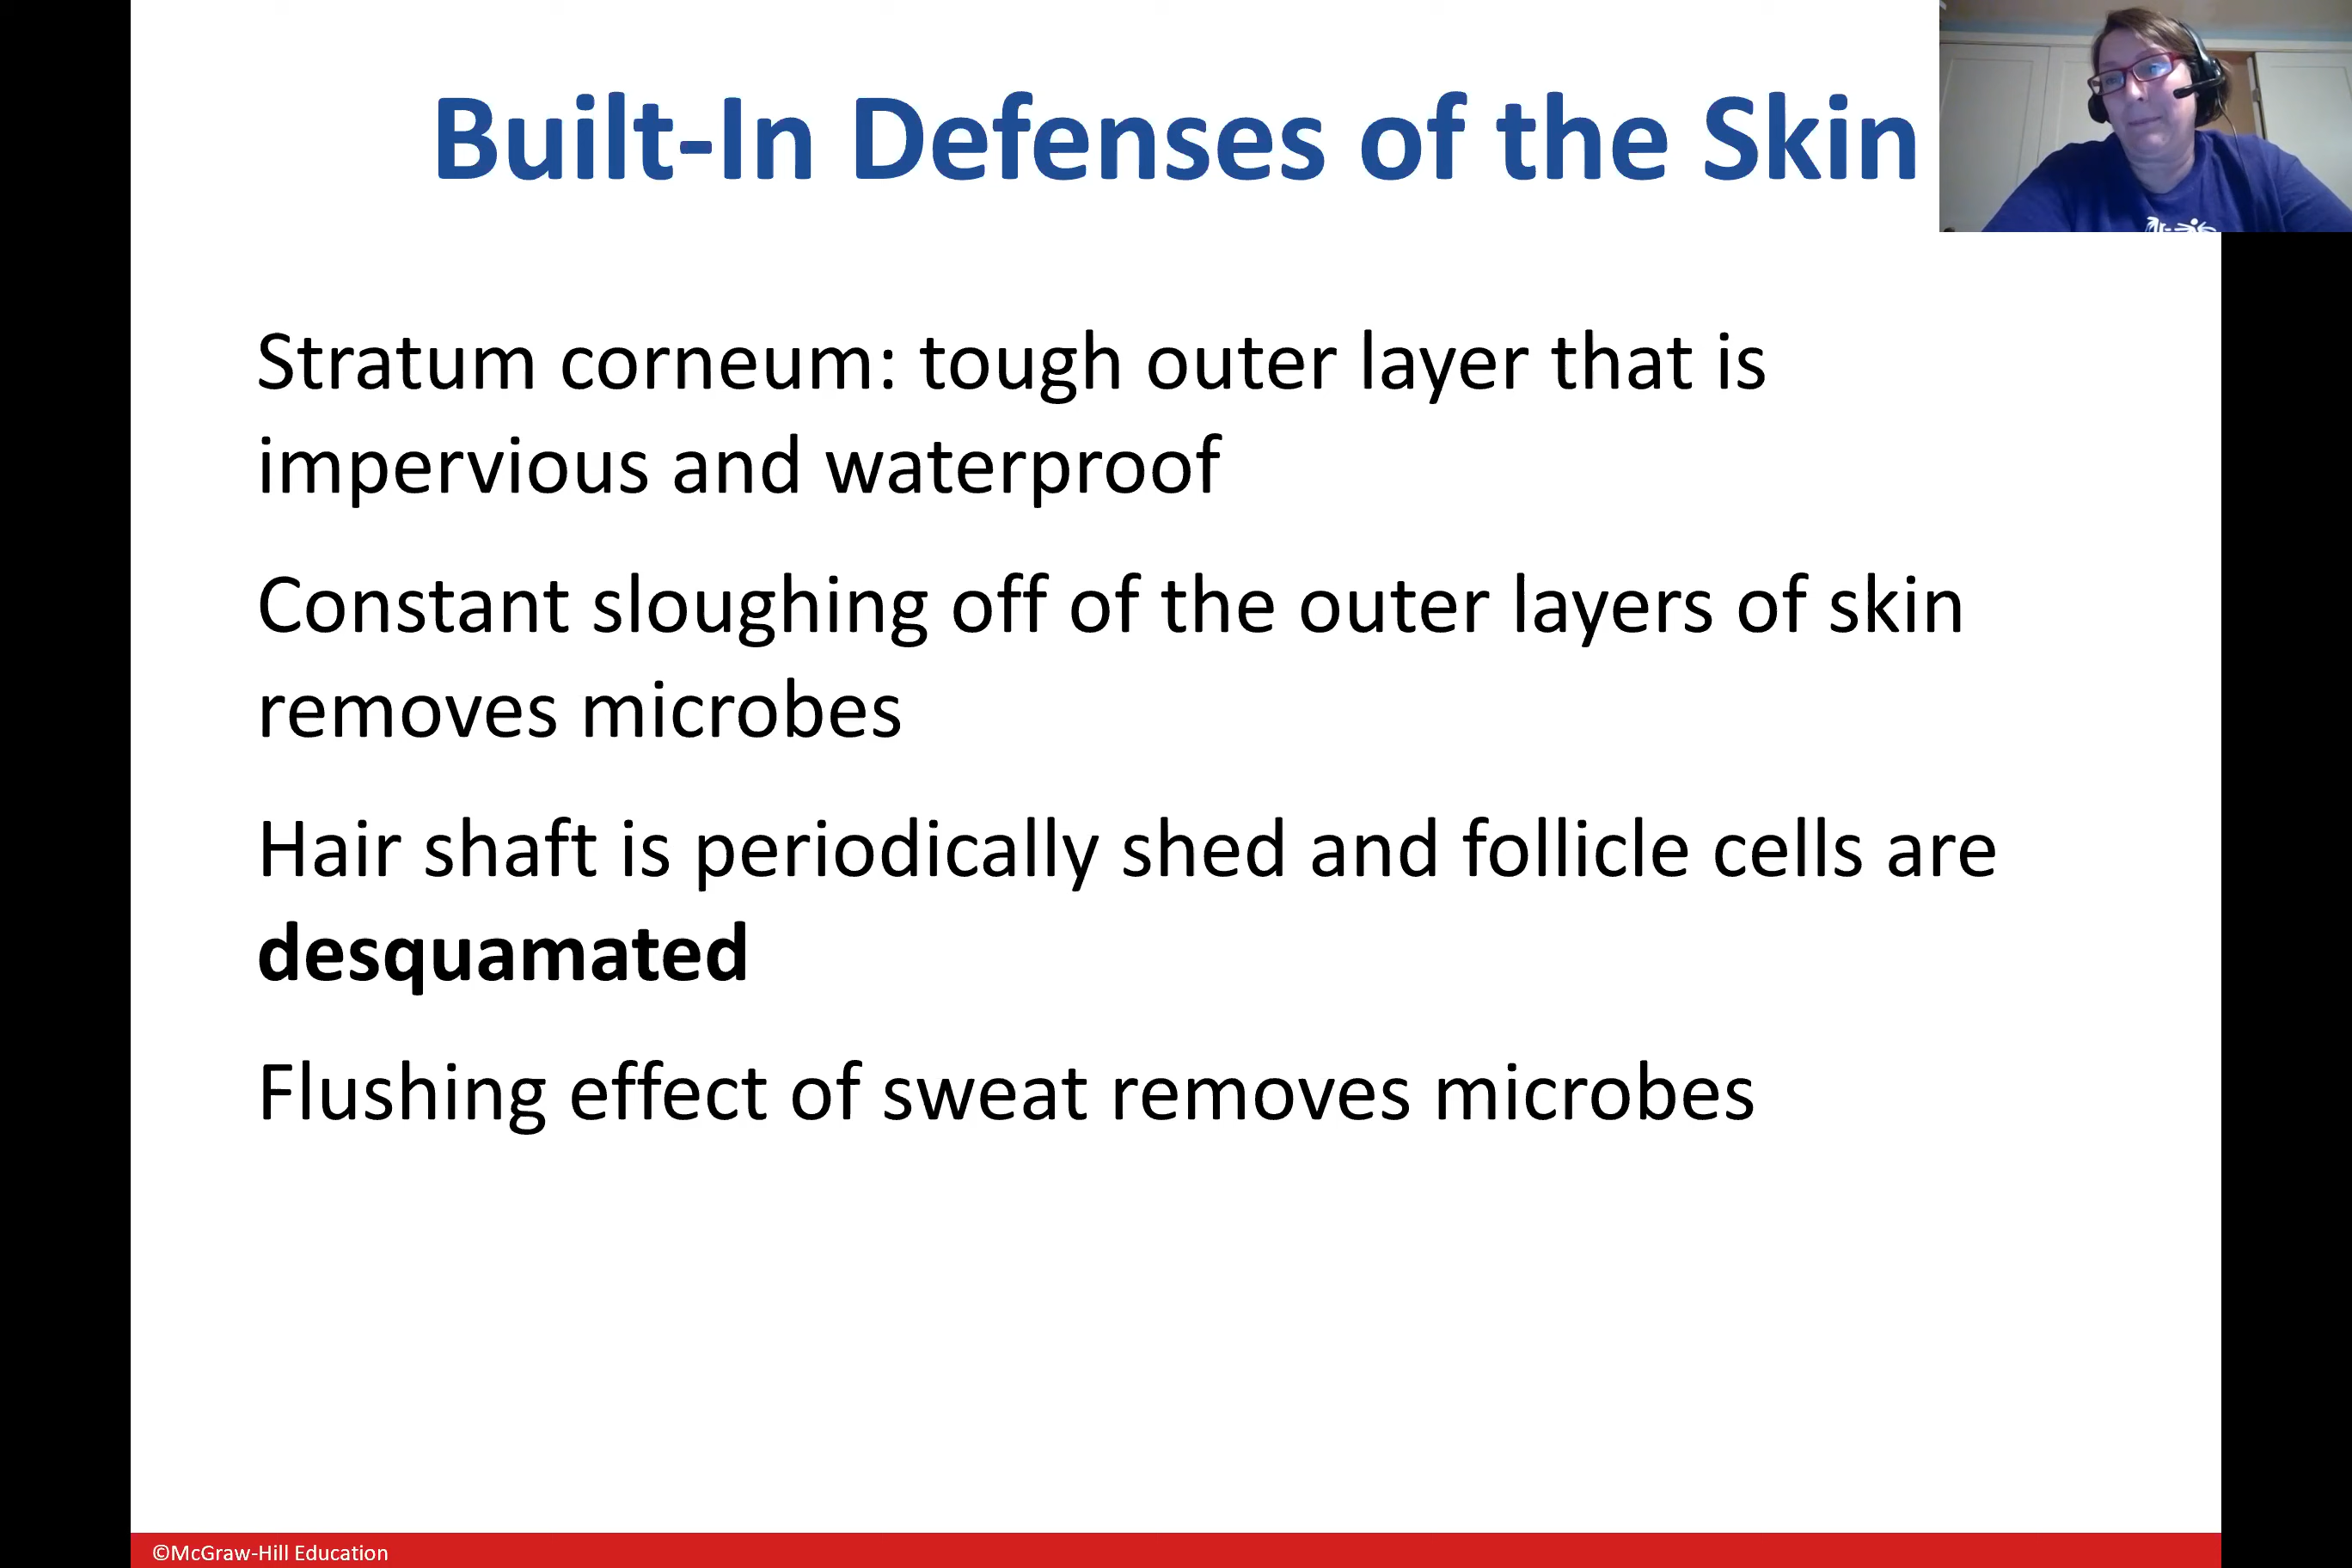 Built-In Defenses of the Skin
Stratum corneum: tough outer layer that is
impervious and waterproof
Constant sloughing off of the outer layers of skin
removes microbes
Hair shaft is periodically shed and follicle cells are
desquamated
Flushing effect of sweat removes microbes
©McGraw-Hill Education